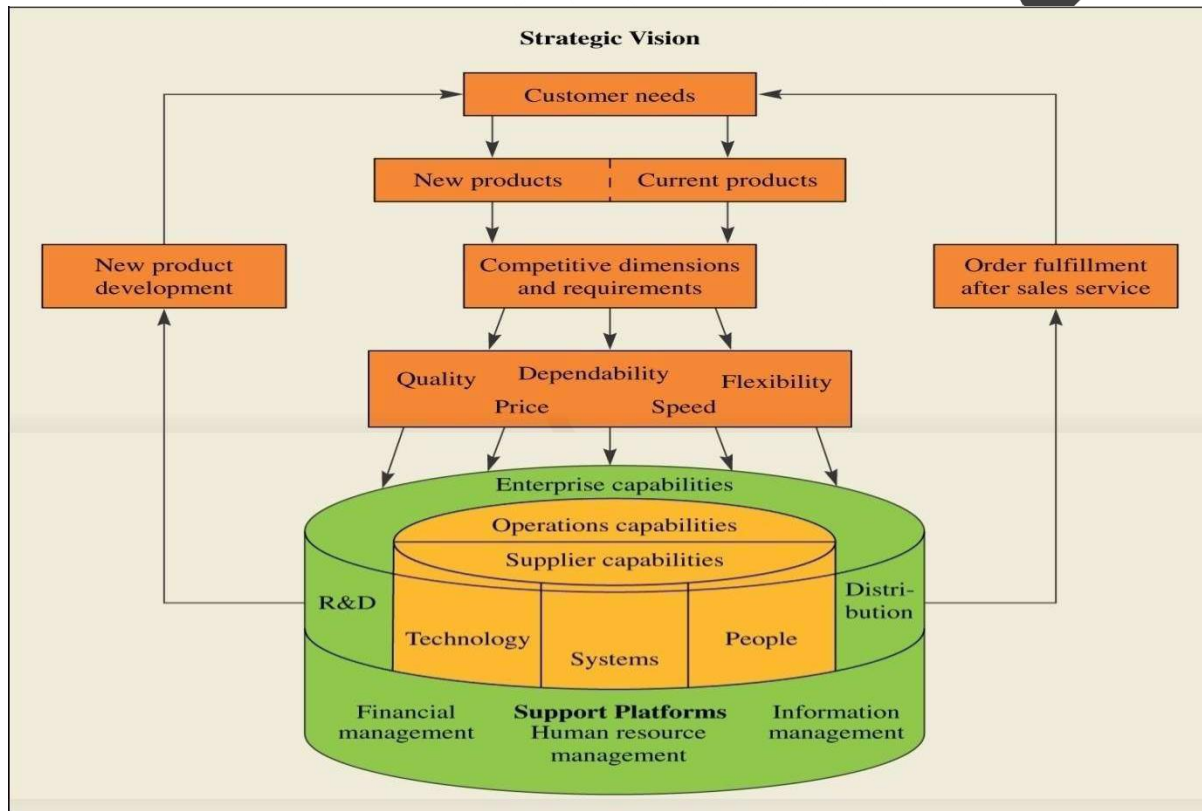 Strategic Vision
Customer needs
New products
Current products
New product
development
Competitive dimensions
and requirements
Order fulfillment
after sales service
Quality
Dependability
Flexibility
Price
Speed
Enterprise capabilities
Operations capabilities
Supplier capabilities
R&D
Distri-
bution
Technology
Systems
People
Financial
management
Support Platforms
Human resource
management
Information
management